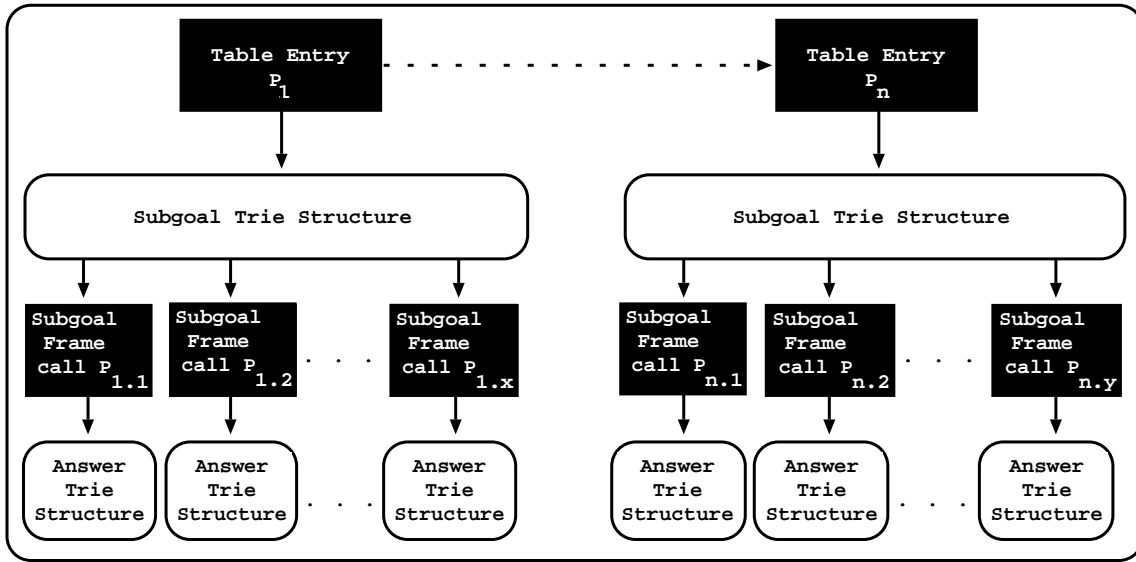 Table Entry
P1
Table Entry
Pn
Subgoal Trie Structure
Subgoal Trie Structure
Subgoal
Frame
call P1.1
Subgoal
Frame
call P1.2
. . .
Subgoal
Frame
call P1.x
Subgoal
Frame
call Pn.1
Subgoal
Frame
call Pn.2
. . .
Subgoal
Frame
call Pn.y
Answer
Trie
Structure
Answer
Trie
Structure
. . .
Answer
Trie
Structure
Answer
Trie
Structure
Answer
Trie
Structure
. . .
Answer
Trie
Structure